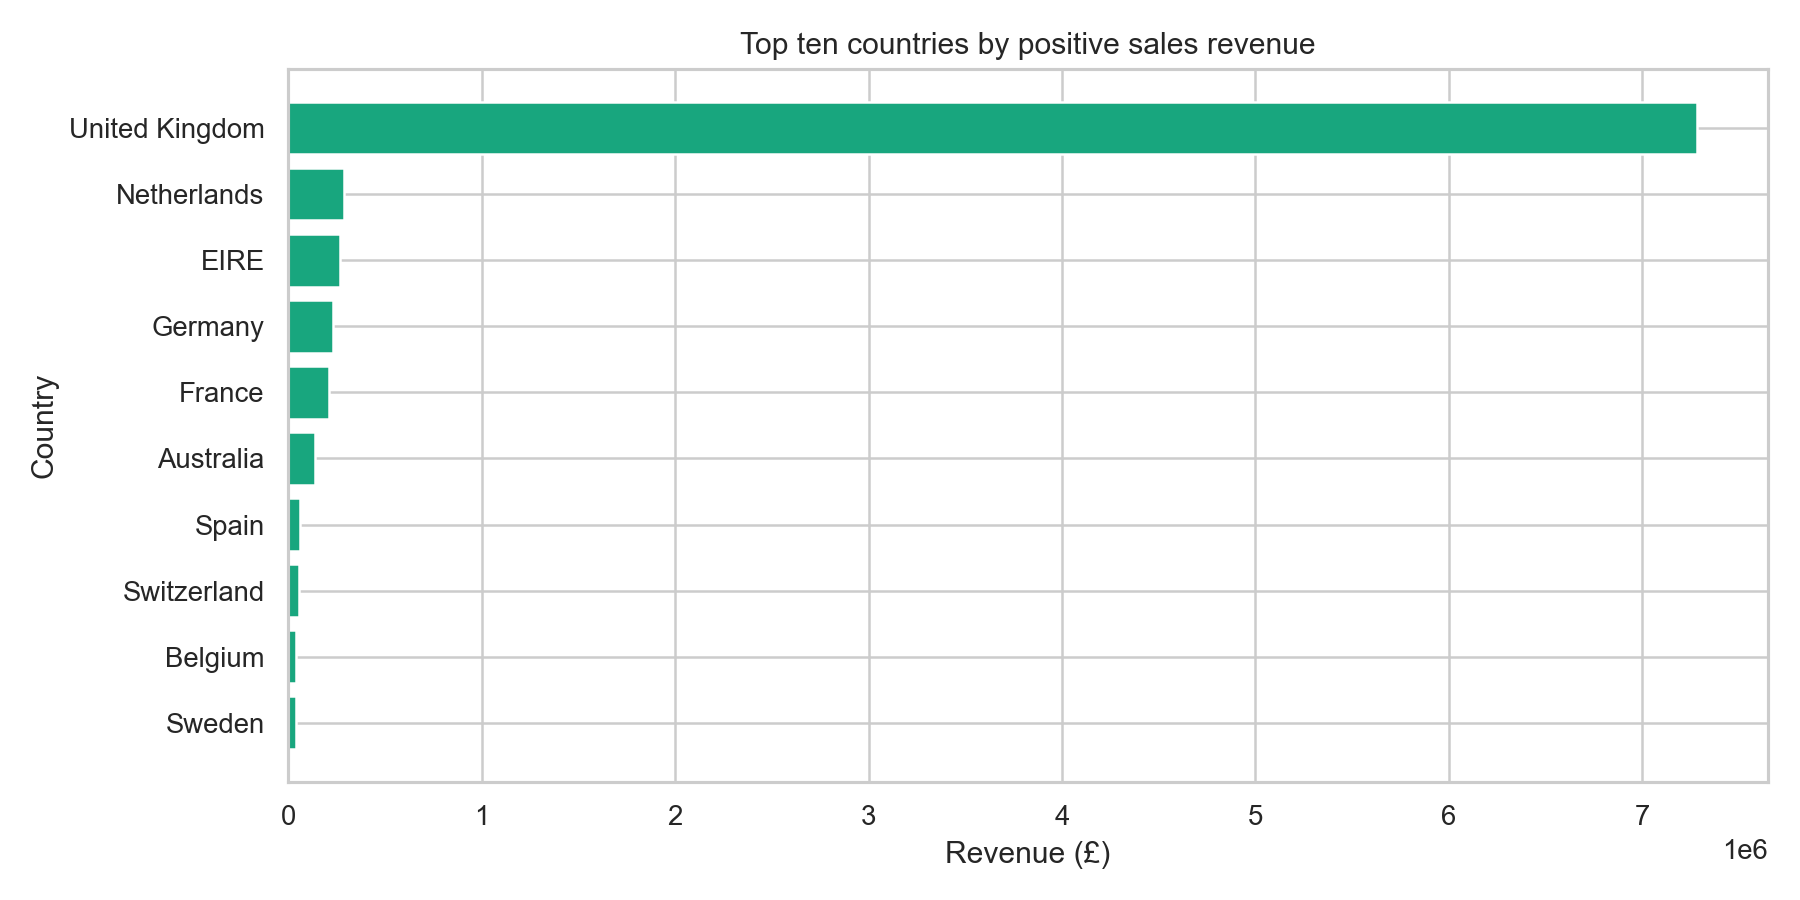 Top ten countries by positive sales revenue
United Kingdom
Netherlands
EIRE
Germany
France
Australia
Spain
Switzerland
Belgium
Sweden
Country
0 1 2 3 4 5 6 7
1e6
Revenue (£)